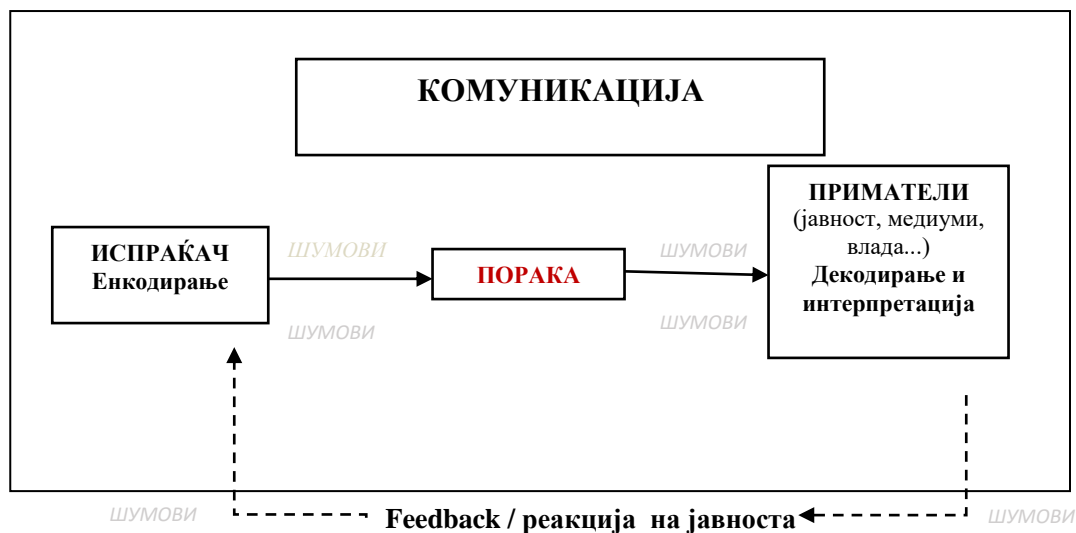 КОМУНИКАЦИЈА
ПРИМАТЕЛИ
(јавност, медиуми,
влада...)
Декодирање и
интерпретација
ИСПРАЌАЧ
Енкодирање
ШУМОВИ
ШУМОВИ
ПОРАКА
ШУМОВИ
ШУМОВИ
ШУМОВИ
Feedback / реакција на јавноста
ШУМОВИ